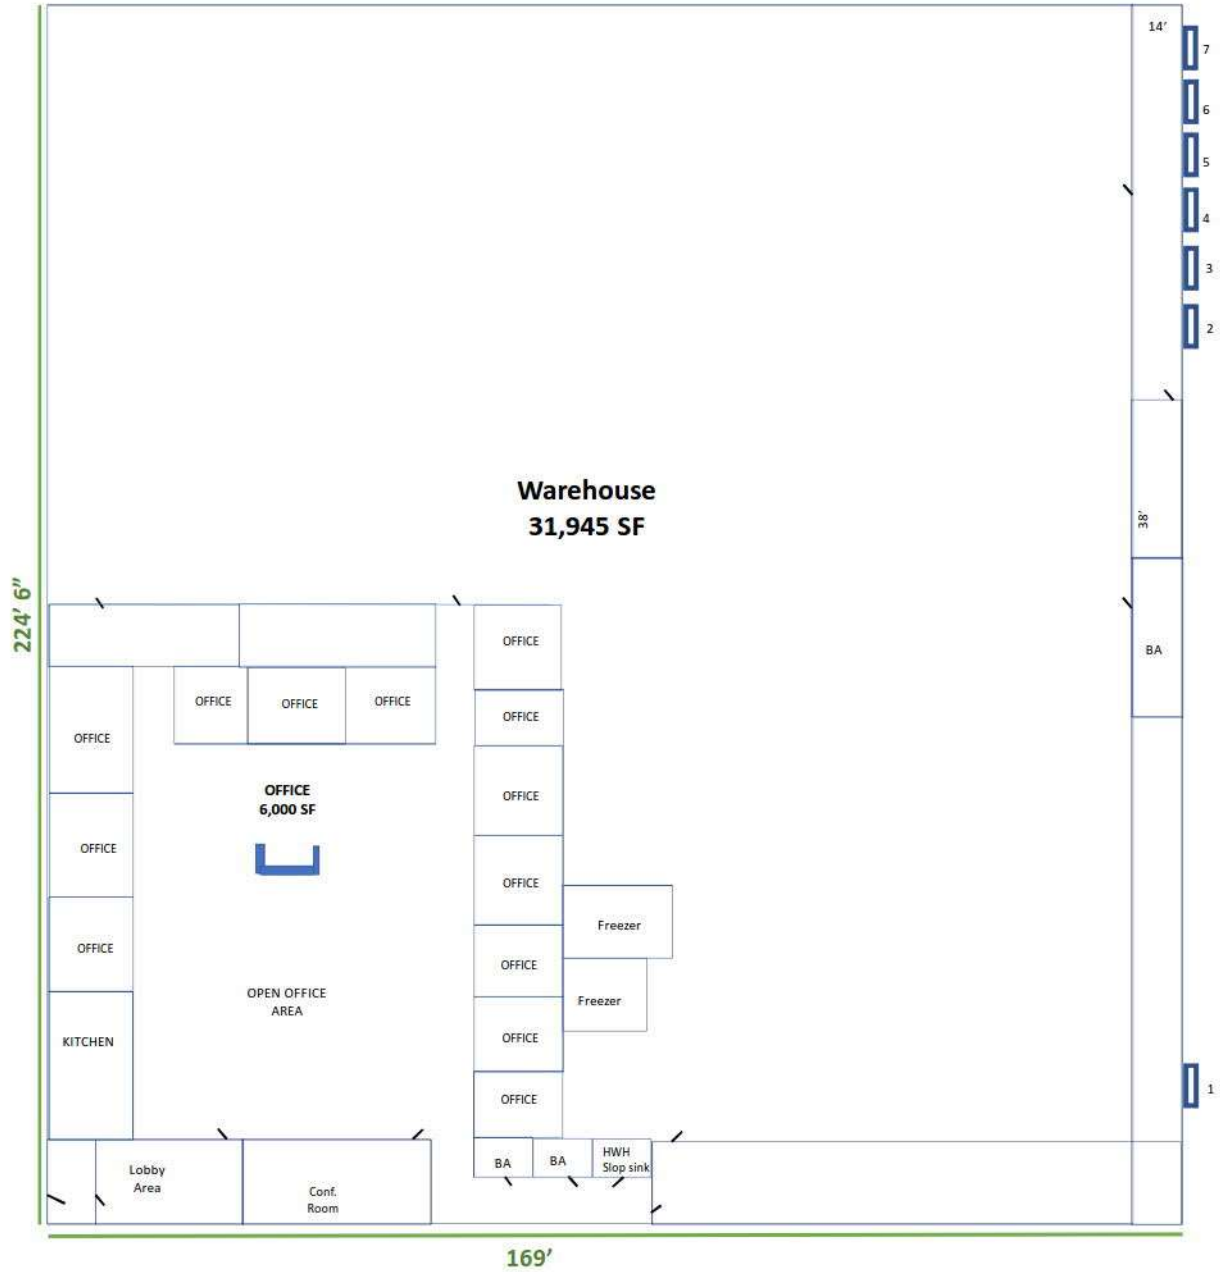 14’
7
6
5
4
3
2
Warehouse
31,945 SF
38’
224’ 6”
OFFICE
BA
OFFICE
OFFICE
OFFICE
OFFICE
OFFICE
OFFICE
6,000 SF
OFFICE
OFFICE
OFFICE
Freezer
OFFICE
OFFICE
OPEN OFFICE
AREA
Freezer
KITCHEN
OFFICE
OFFICE
1
HWH
Slop sink
BA
BA
Lobby
Area
Conf.
Room
169’